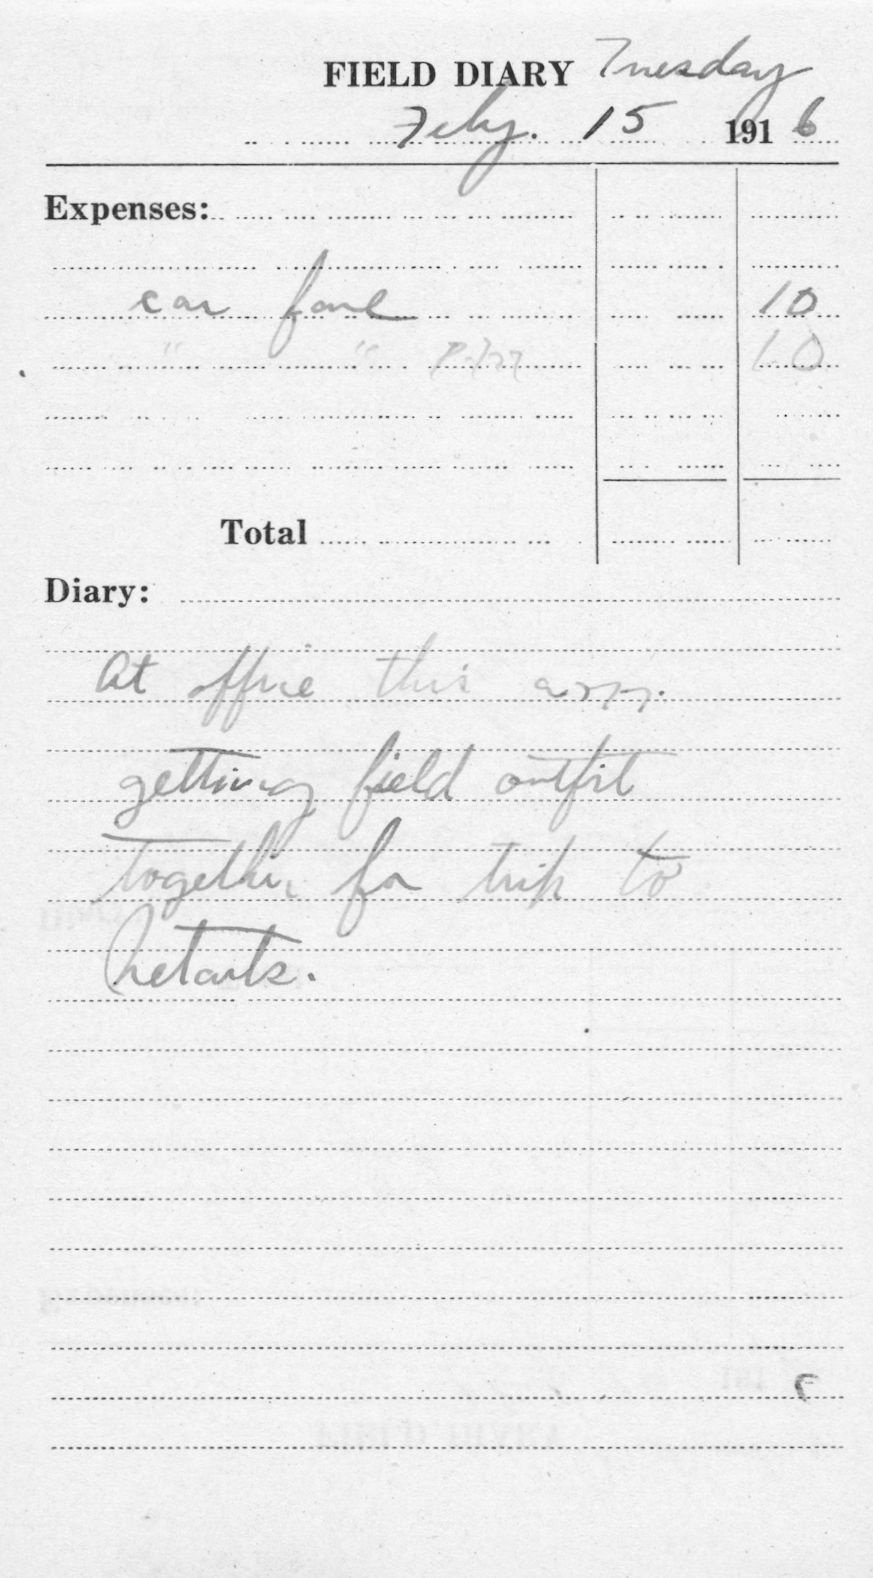 FIELD DIARY Tuesday
Feby. 15 1916
Expenses:
car fare 10
" " P.M. 10
Total
Diary:
At office this a.m.
getting field outfit
together for trip to
Netarts.